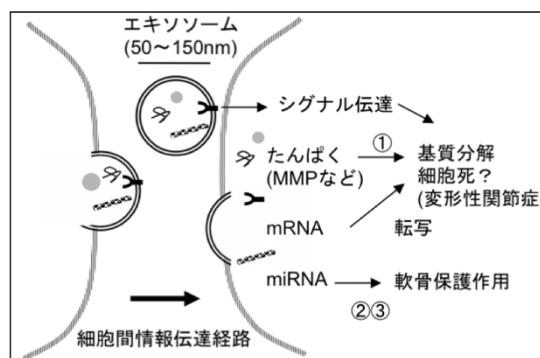 エキソソーム
(50～150nm)
シグナル伝達
たんぱく
(MMPなど)
①
基質分解
細胞死？
(変形性関節症
mRNA
転写
miRNA
軟骨保護作用
②③
細胞間情報伝達経路